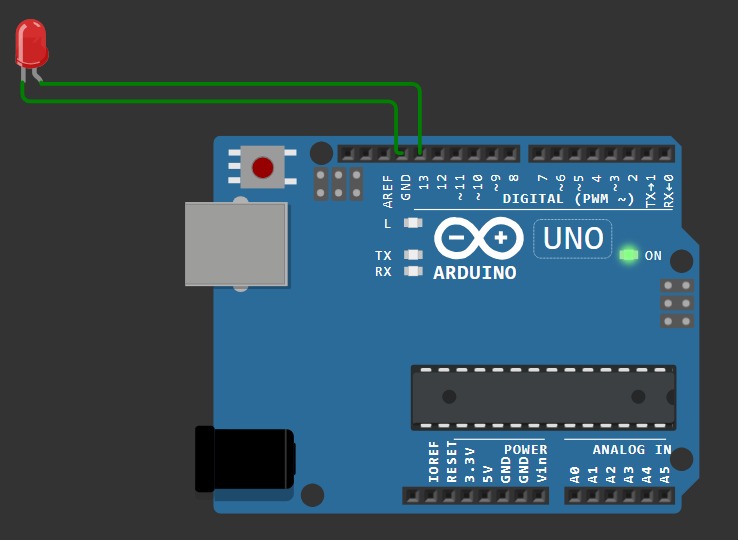 AREF GND 13 12 ~11 ~10 ~9 8 7 ~6 ~5 4 ~3 2 TX→1 RX←0
DIGITAL (PWM ~)
L
UNO
TX ON
RX ARDUINO
IOREF RESET 3.3V 5V GND GND Vin A0 A1 A2 A3 A4 A5
POWER ANALOG IN